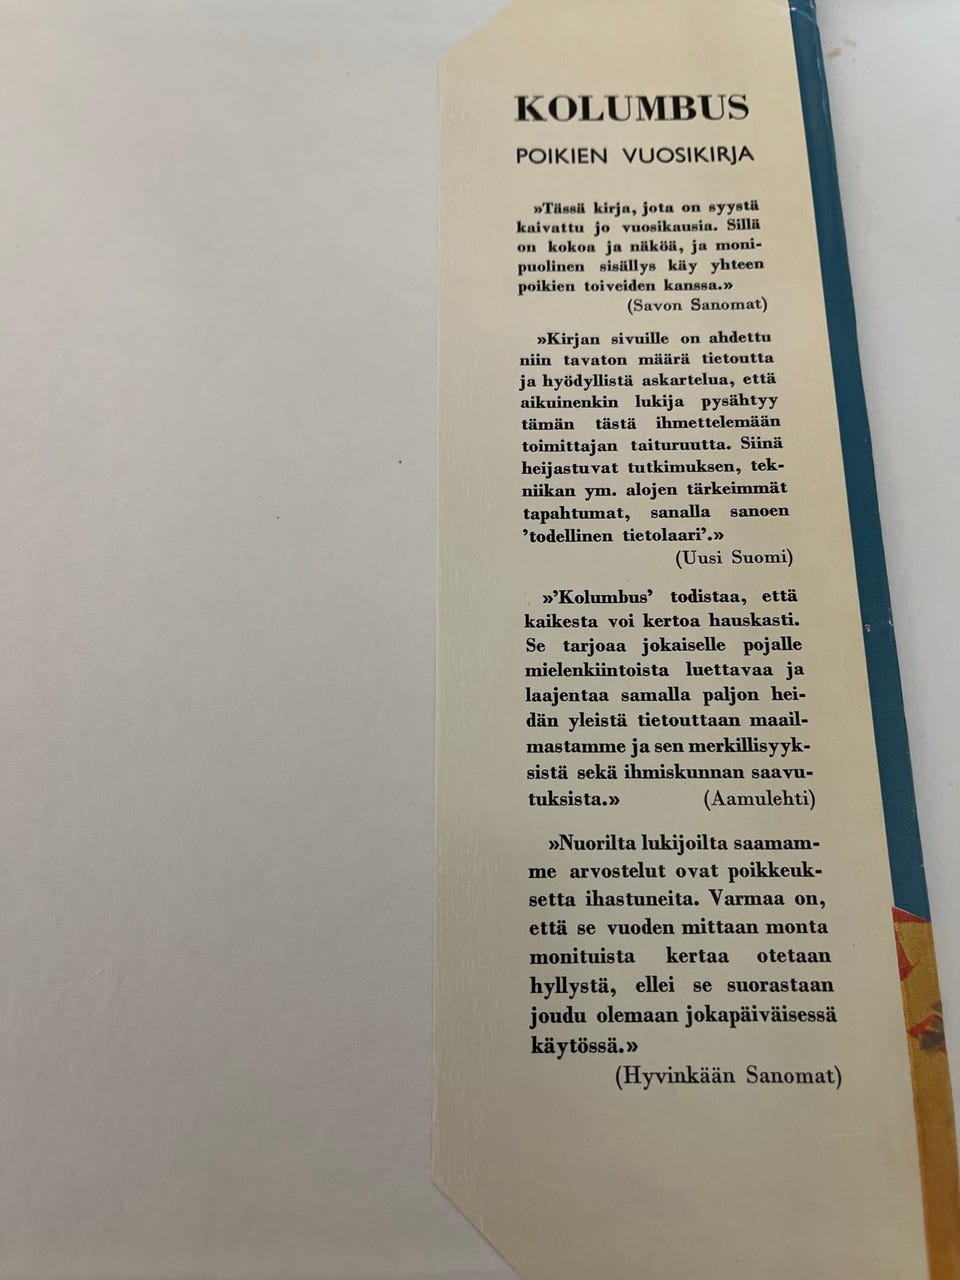 KOLUMBUS
POIKIEN VUOSIKIRJA
»Tässä kirja, jota on syystä
kaivattu jo vuosikausia. Sillä
on kokoa ja näköä, ja moni-
puolinen sisällys käy yhteen
poikien toiveiden kanssa.»
(Savon Sanomat)
»Kirjan sivuille on ahdettu
niin tavaton määrä tietoutta
ja hyödyllistä askartelua, että
aikuinenkin lukija pysähtyy
tämän tästä ihmettelemään
toimittajan taituruutta. Siinä
heijastuvat tutkimuksen, tek-
niikan ym. alojen tärkeimmät
tapahtumat, sanalla sanoen
’todellinen tietolaari’.»
(Uusi Suomi)
»’Kolumbus’ todistaa, että
kaikesta voi kertoa hauskasti.
Se tarjoaa jokaiselle pojalle
mielenkiintoista luettavaa ja
laajentaa samalla paljon hei-
dän yleistä tietouttaan maail-
mastamme ja sen merkillisyyk-
sistä sekä ihmiskunnan saavu-
tuksista.» (Aamulehti)
»Nuorilta lukijoilta saamam-
me arvostelut ovat poikkeuk-
setta ihastuneita. Varmaa on,
että se vuoden mittaan monta
monituista kertaa otetaan
hyllystä, ellei se suorastaan
joudu olemaan jokapäiväisessä
käytössä.»
(Hyvinkään Sanomat)